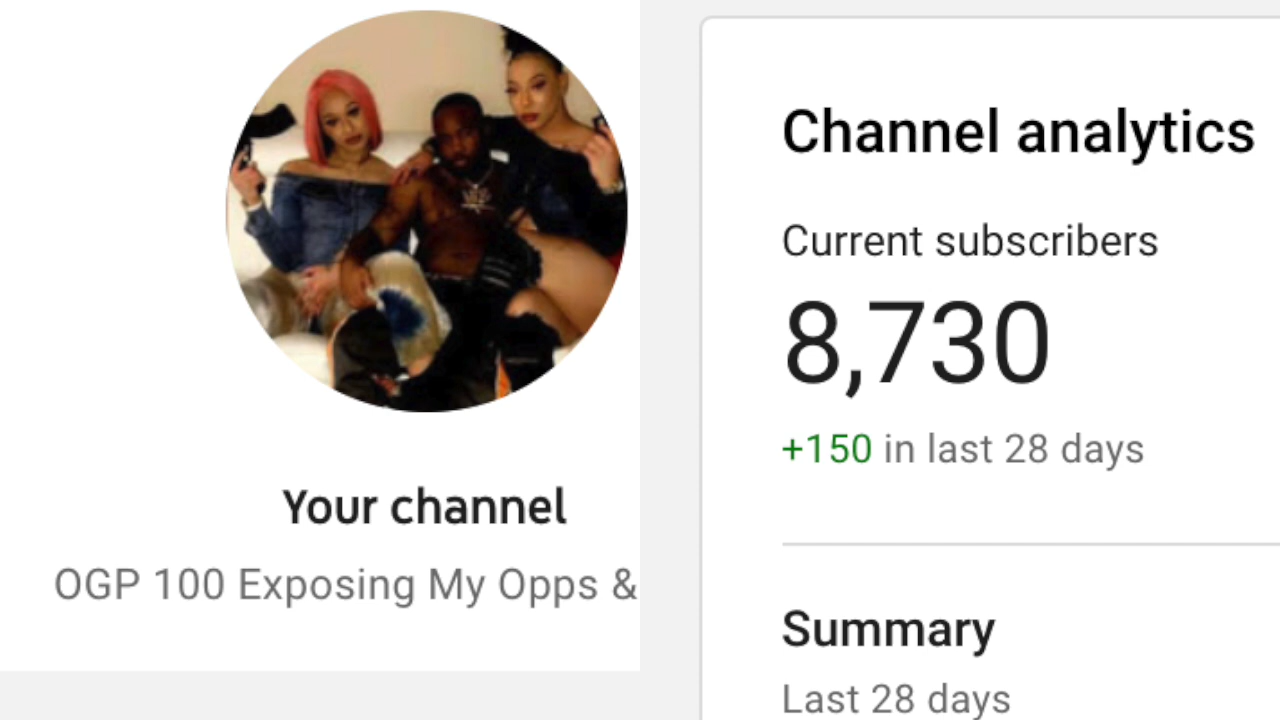 Your channel
OGP 100 Exposing My Opps &
Channel analytics
Current subscribers
8,730
+150 in last 28 days
Summary
Last 28 days